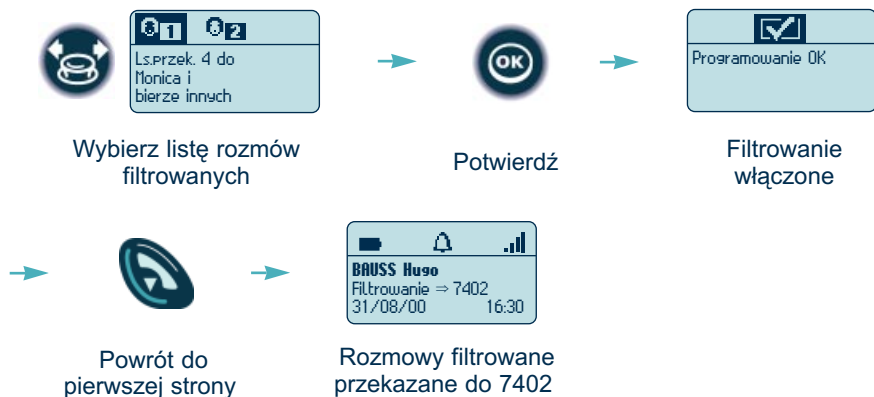 1 2
Ls.przek. 4 do
Monica i
bierze innych
OK
Programowanie OK
Wybierz listę rozmów
filtrowanych
Potwierdź
Filtrowanie
włączone
BAUSS Hugo
Filtrowanie ⇒ 7402
31/08/00 16:30
Powrót do
pierwszej strony
Rozmowy filtrowane
przekazane do 7402